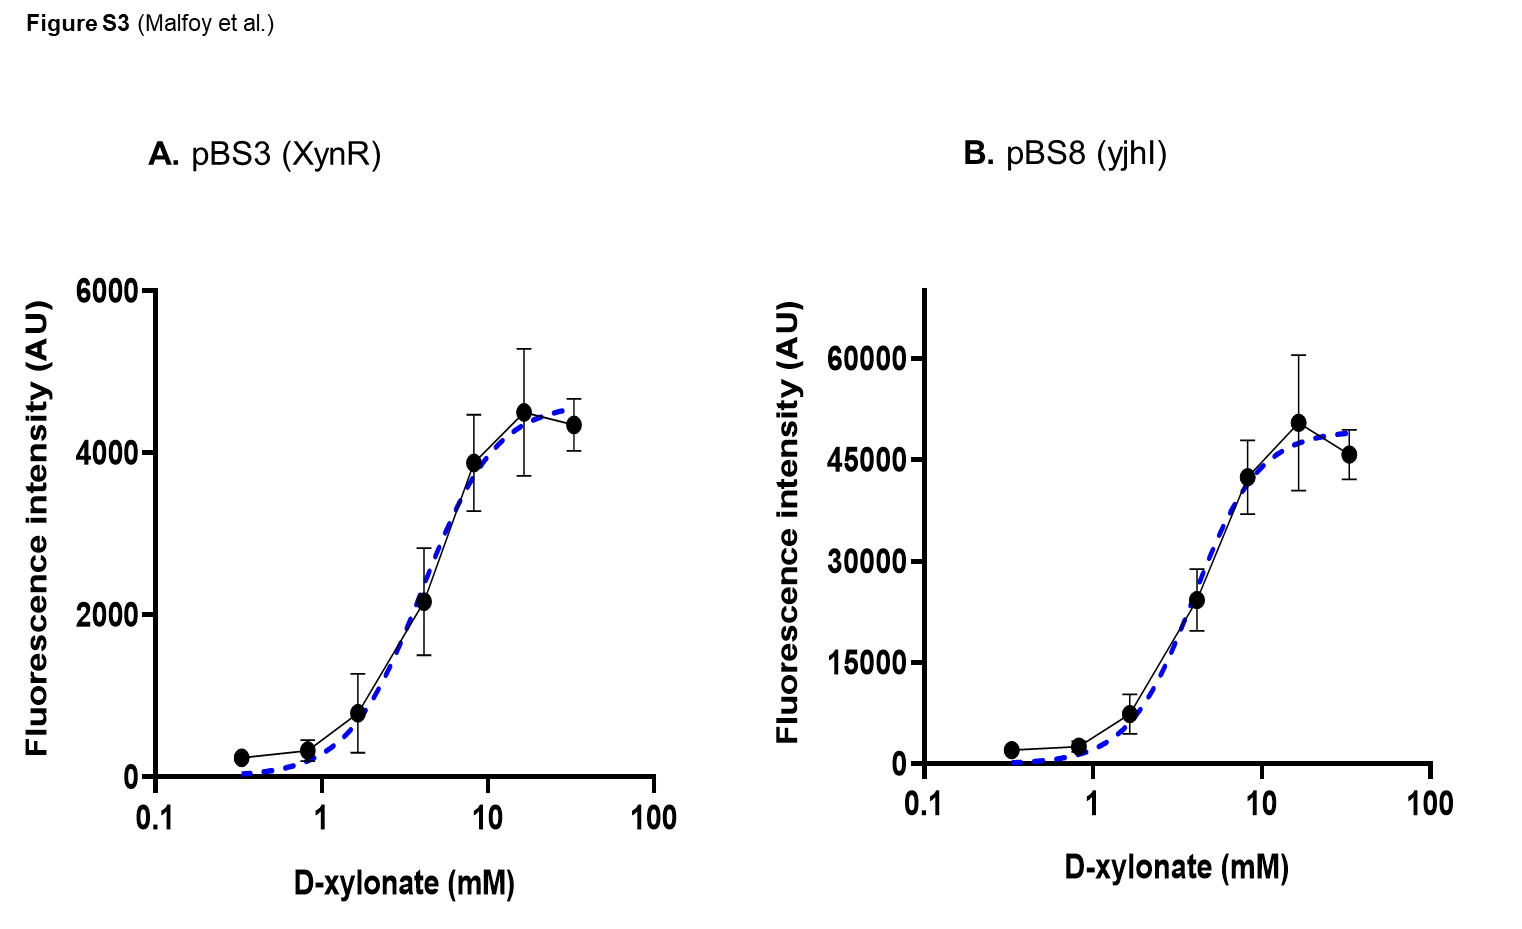 Figure S3 (Malfoy et al.)
A. pBS3 (XynR)
Fluorescence intensity (AU)
6000
4000
2000
0
0.1
1
10
100
D-xylonate (mM)
B. pBS8 (yjhI)
Fluorescence intensity (AU)
60000
45000
30000
15000
0
0.1
1
10
100
D-xylonate (mM)